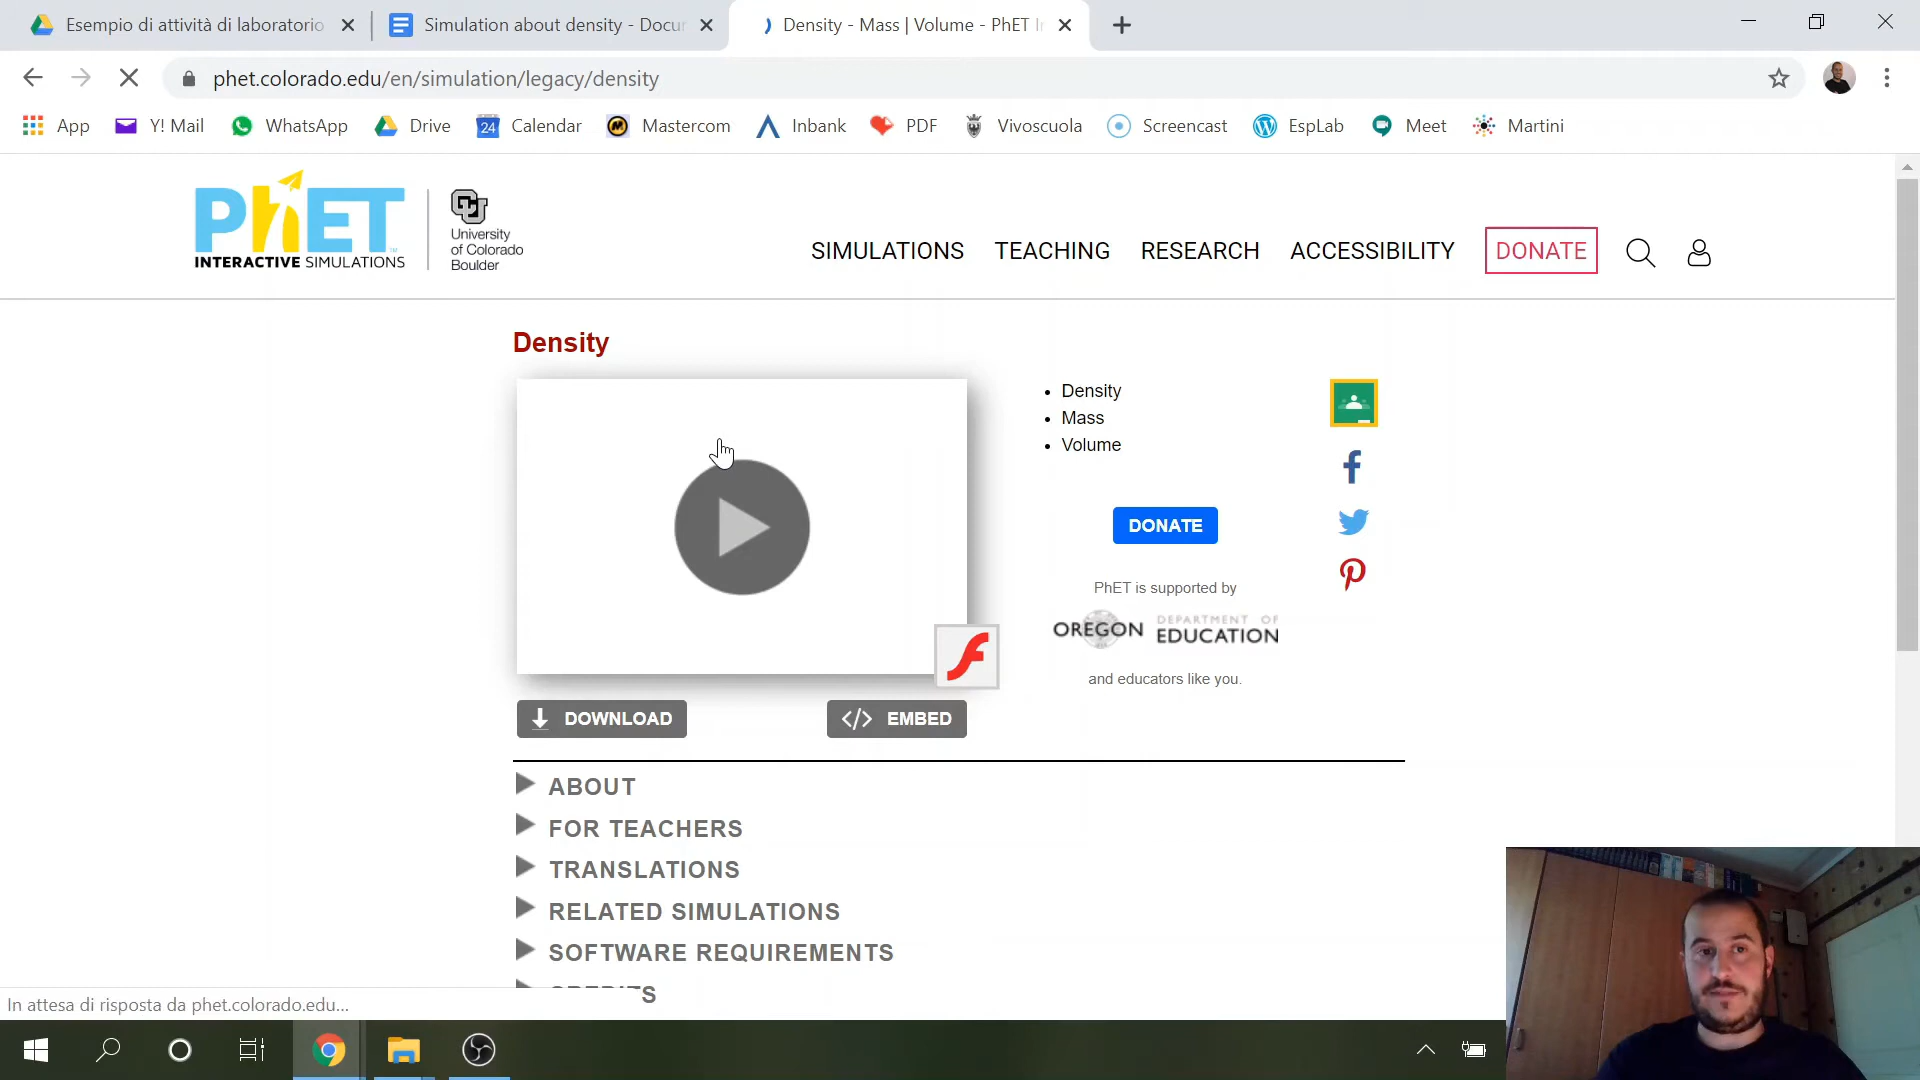 Esempio di attività di laboratorio
Simulation about density - Docu
Density - Mass | Volume - PhET I
phet.colorado.edu/en/simulation/legacy/density
App
Y! Mail
WhatsApp
Drive
24
Calendar
Mastercom
Inbank
PDF
Vivoscuola
Screencast
EspLab
Meet
Martini
PhET
INTERACTIVE SIMULATIONS
University
of Colorado
Boulder
SIMULATIONS
TEACHING
RESEARCH
ACCESSIBILITY
DONATE
Density
• Density
• Mass
• Volume
DONATE
PhET is supported by
OREGON DEPARTMENT OF
EDUCATION
and educators like you.
DOWNLOAD
</> EMBED
ABOUT
FOR TEACHERS
TRANSLATIONS
RELATED SIMULATIONS
SOFTWARE REQUIREMENTS
CREDITS
In attesa di risposta da phet.colorado.edu...